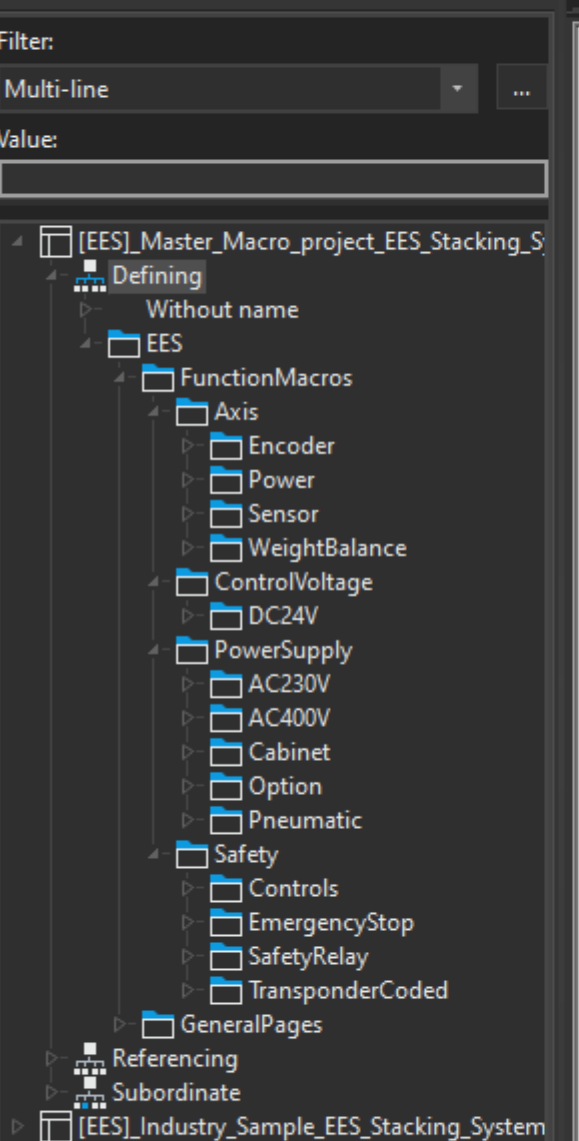 Filter:
Multi-line
...
Value:
[EES]_Master_Macro_project_EES_Stacking_Sy
Defining
Without name
EES
FunctionMacros
Axis
Encoder
Power
Sensor
WeightBalance
ControlVoltage
DC24V
PowerSupply
AC230V
AC400V
Cabinet
Option
Pneumatic
Safety
Controls
EmergencyStop
SafetyRelay
TransponderCoded
GeneralPages
Referencing
Subordinate
[EES]_Industry_Sample_EES_Stacking_System